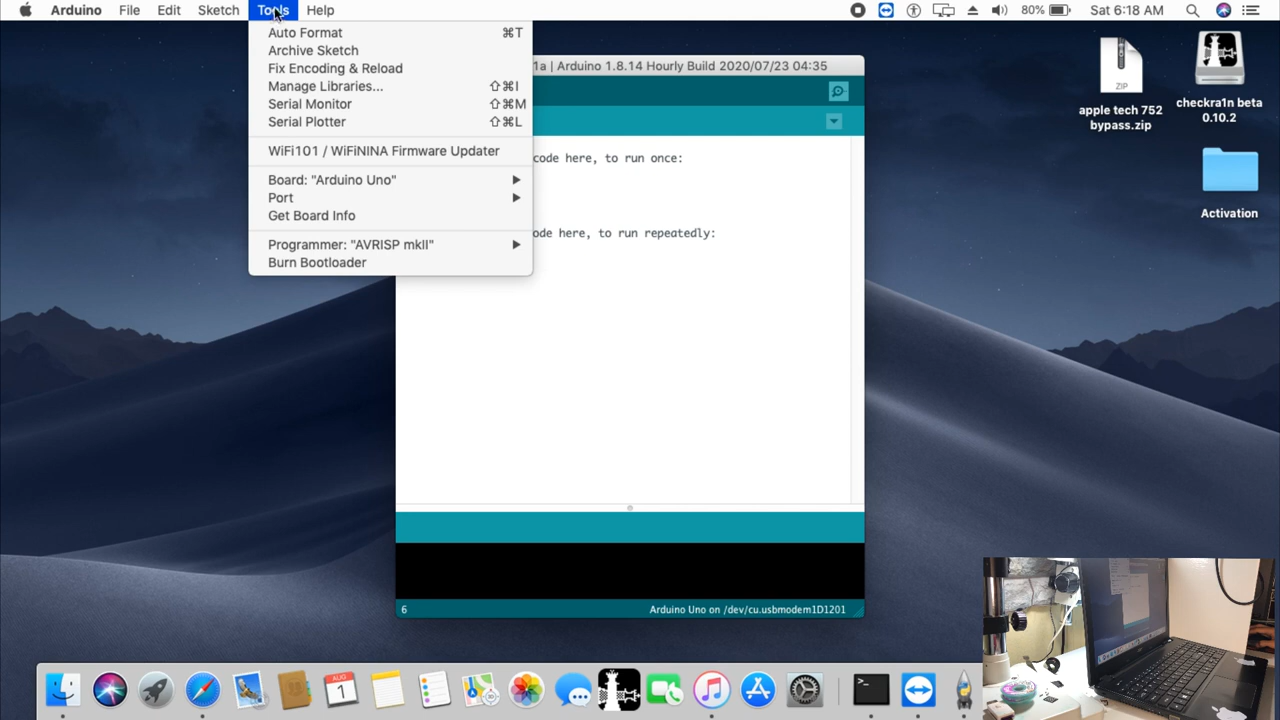 Arduino File Edit Sketch Tools Help
80% Sat 6:18 AM
Auto Format ⌘T
Archive Sketch
Fix Encoding & Reload
Manage Libraries... ⇧⌘I
Serial Monitor ⇧⌘M
Serial Plotter ⇧⌘L
WiFi101 / WiFiNINA Firmware Updater
Board: "Arduino Uno"
Port
Get Board Info
Programmer: "AVRISP mkII"
Burn Bootloader
1a | Arduino 1.8.14 Hourly Build 2020/07/23 04:35
code here, to run once:
ode here, to run repeatedly:
6
Arduino Uno on /dev/cu.usbmodem1D1201
ZIP
apple tech 752
bypass.zip
checkra1n beta
0.10.2
Activation
AUG
1